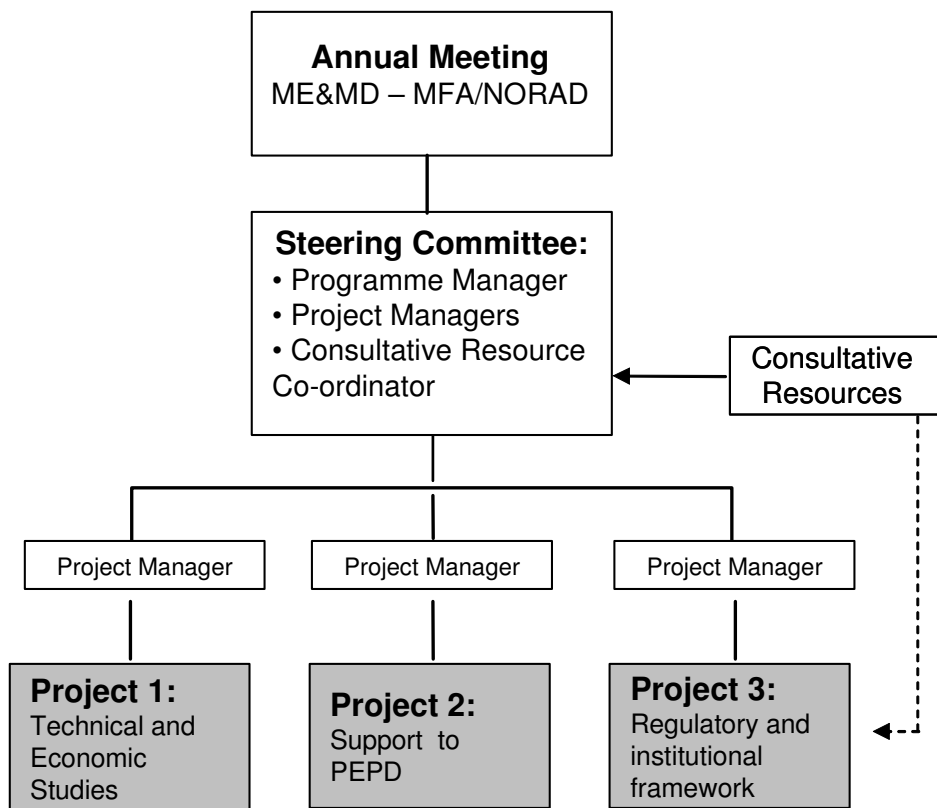 Annual Meeting
ME&MD – MFA/NORAD
Steering Committee:
• Programme Manager
• Project Managers
• Consultative Resource
Co-ordinator
Consultative
Resources
Project Manager
Project Manager
Project Manager
Project 1:
Technical and
Economic
Studies
Project 2:
Support to
PEPD
Project 3:
Regulatory and
institutional
framework